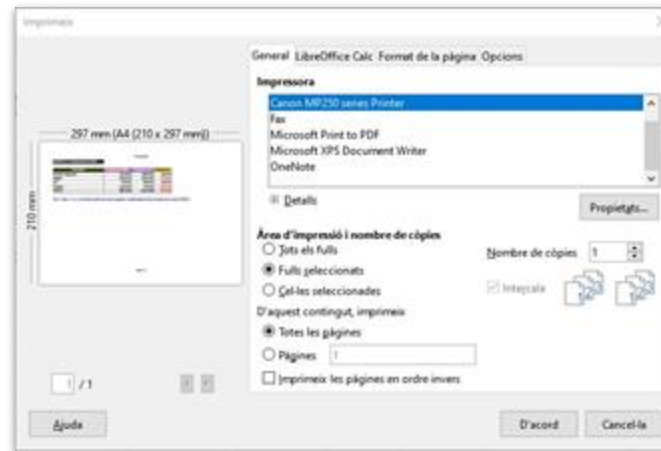 Imprimeix
General LibreOffice Calc Format de la pàgina Opcions
Impressora
Canon MP250 series Printer
Fax
Microsoft Print to PDF
Microsoft XPS Document Writer
OneNote
Detalls
Propietats...
297 mm (A4 (210 x 297 mm))
210 mm
Àrea d'impressió i nombre de còpies
Tots els fulls
Nombre de còpies 1
Fulls seleccionats
Cel·les seleccionades
Intercala
D'aquest contingut, imprimeix
Totes les pàgines
Pàgines 1
Imprimeix les pàgines en ordre invers
1 / 1
Ajuda
D'acord
Cancel·la